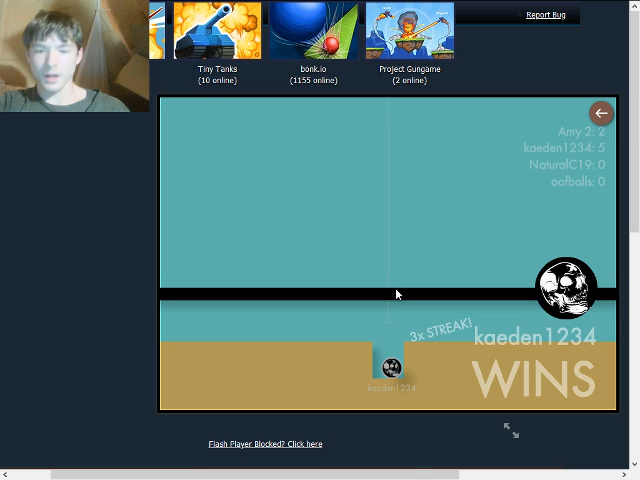 Report Bug
Tiny Tanks
(10 online)
bonk.io
(1155 online)
Project Gungame
(2 online)
Amy 2: 2
kaeden1234: 5
NaturalC19: 0
oofballs: 0
3x STREAK!
kaeden1234
WINS
kaeden1234
Flash Player Blocked? Click here